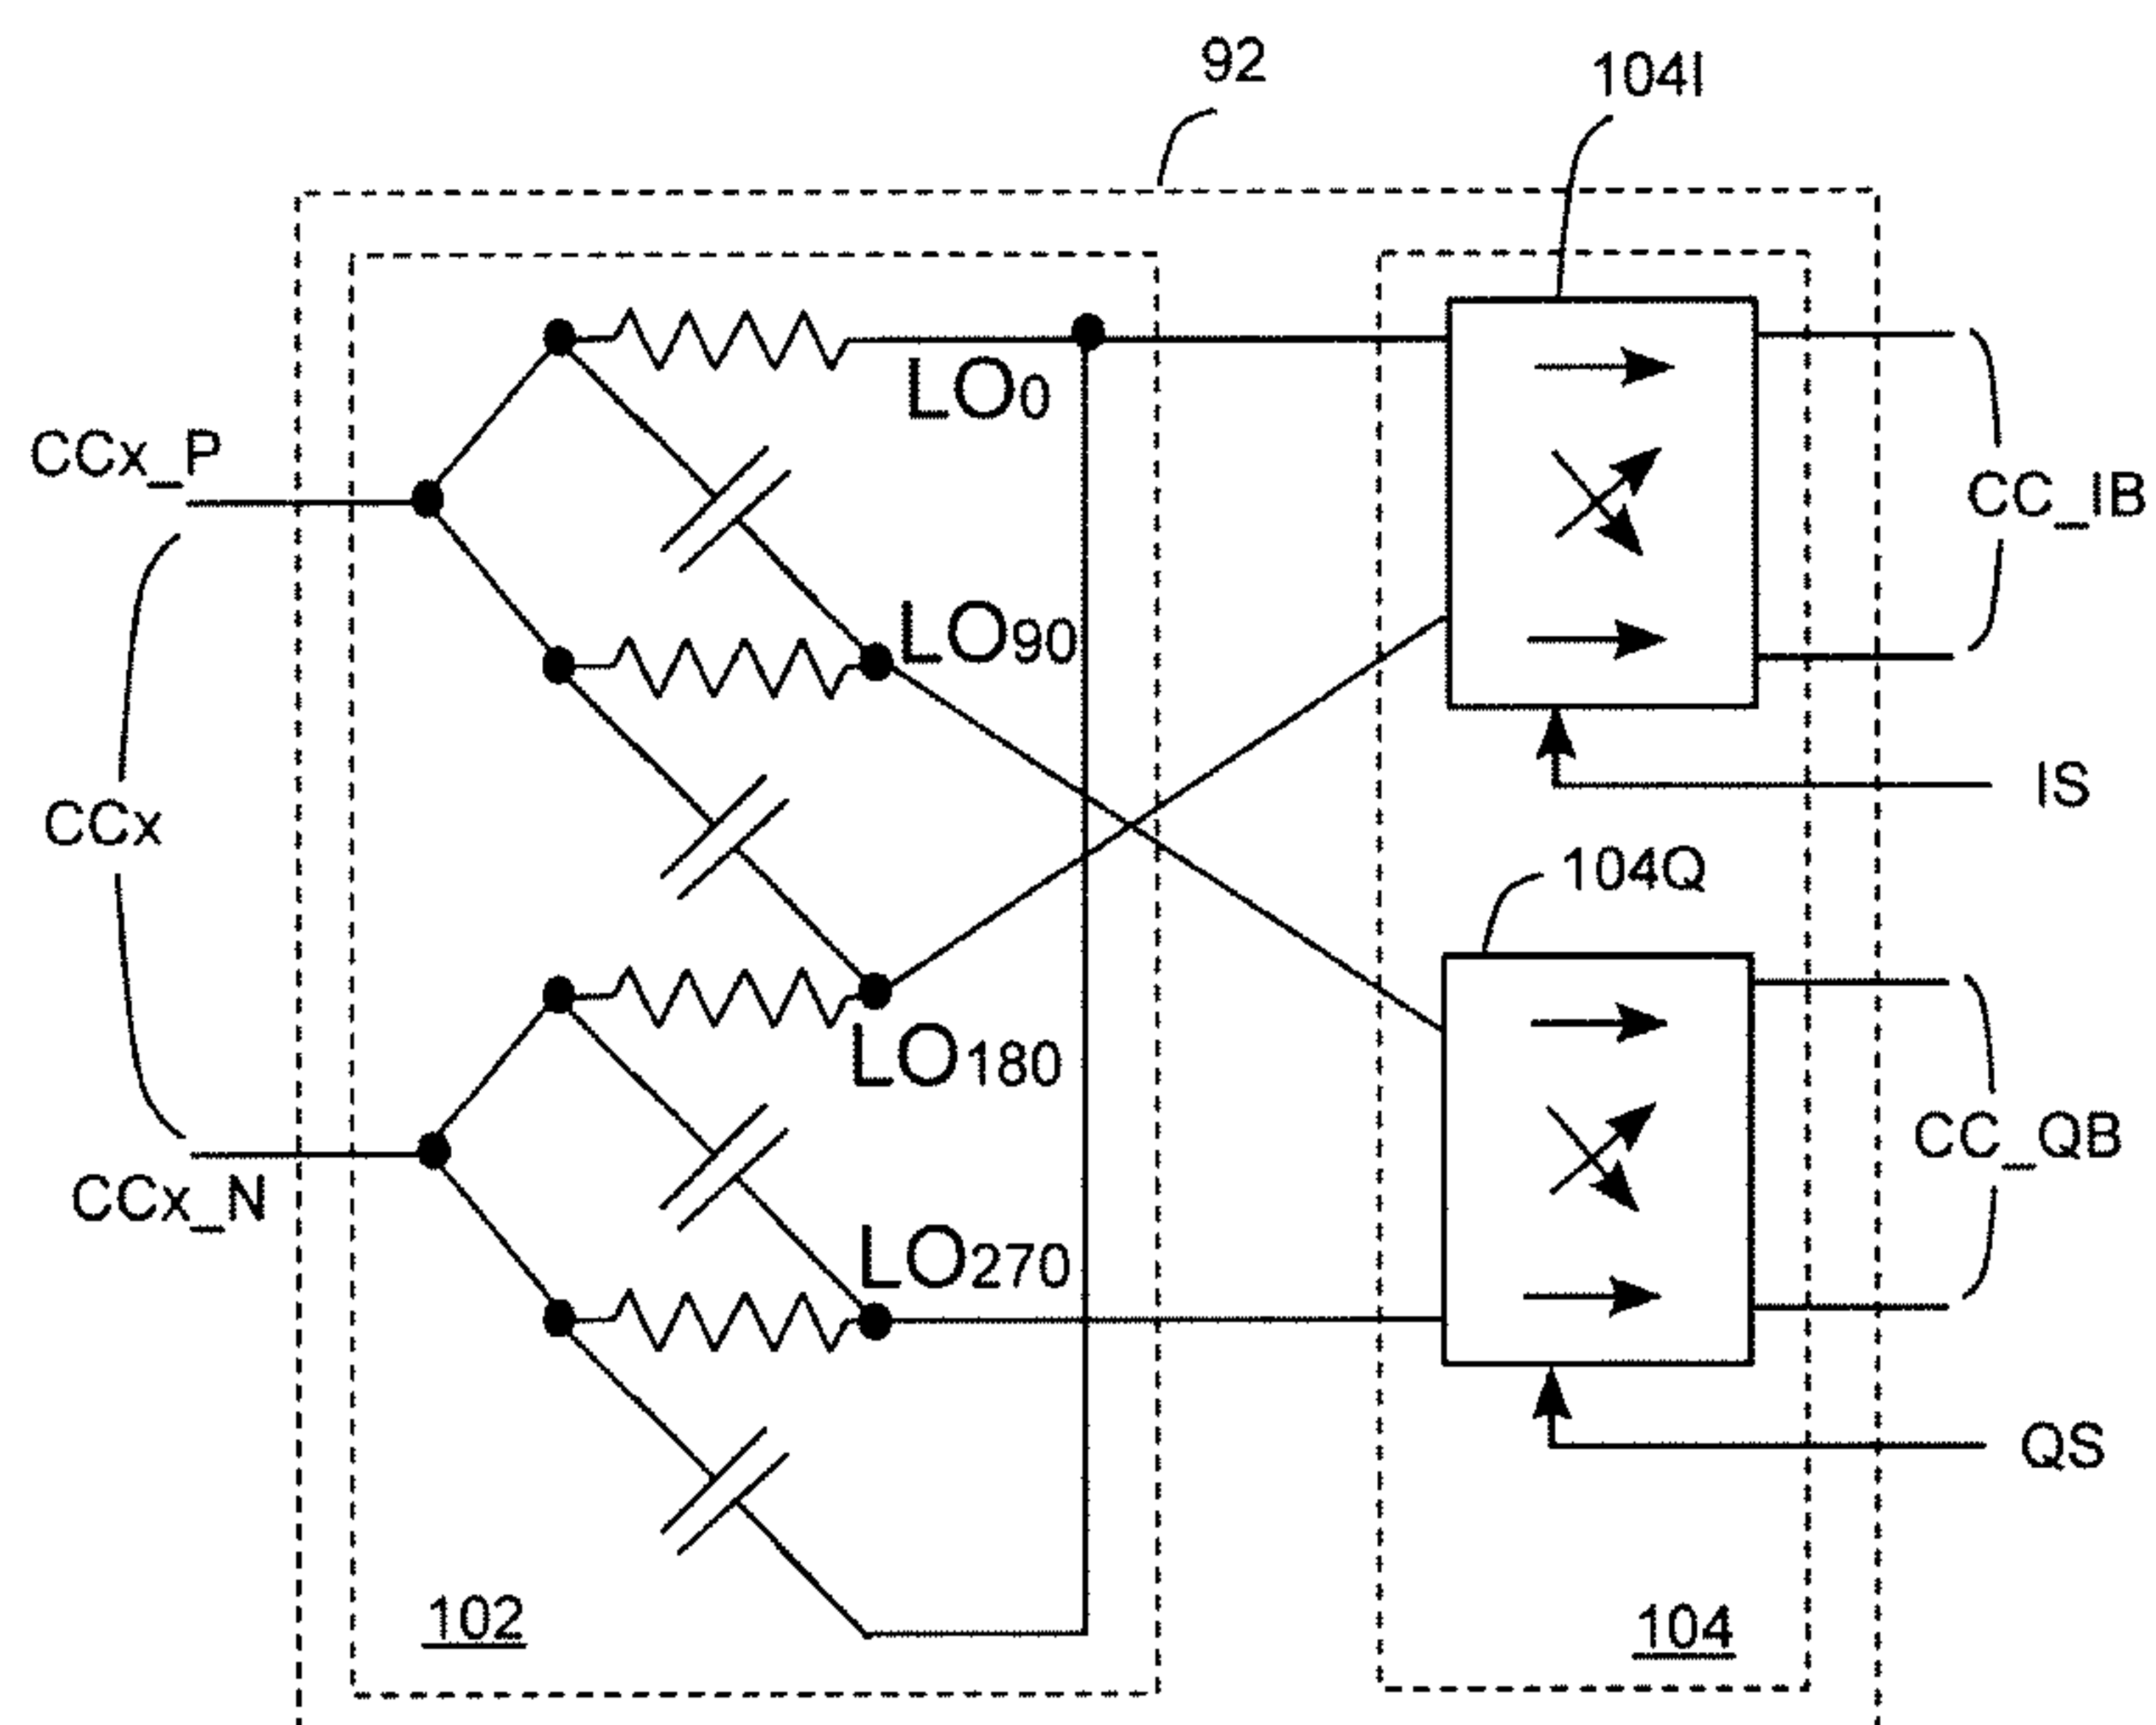 92
104I
LO0
CCx_P
CC_IB
LO90
IS
CCx
104Q
LO180
CC_QB
CCx_N
LO270
QS
102
104